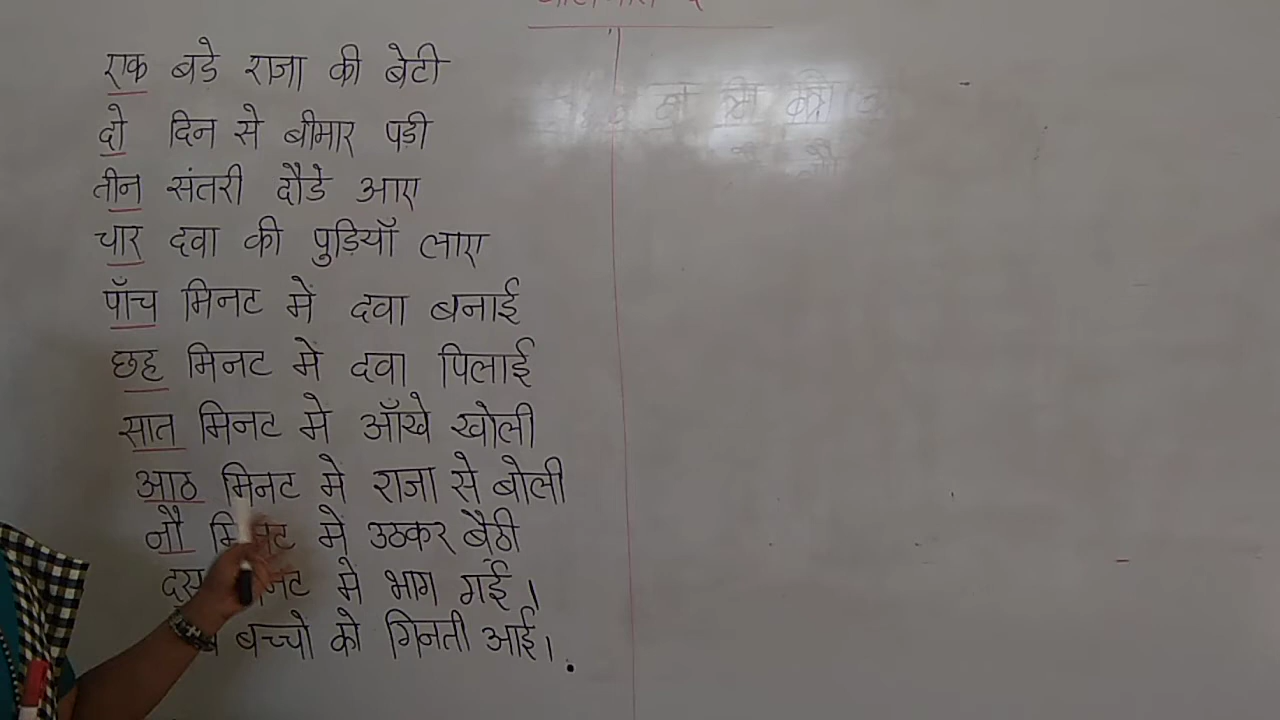 एक बडे राजा की बेटी
दो दिन से बीमार पड़ी
तीन संतरी दौडे आए
चार दवा की पुड़ियाँ लाए
पाँच मिनट में दवा बनाई
छह मिनट में दवा पिलाई
सात मिनट मे आँखे खोली
आठ मिनट मे राजा से बोली
नौ मिनट मे उठकर बैठी
मे भाग गई।
बच्चो को गिनती आई।